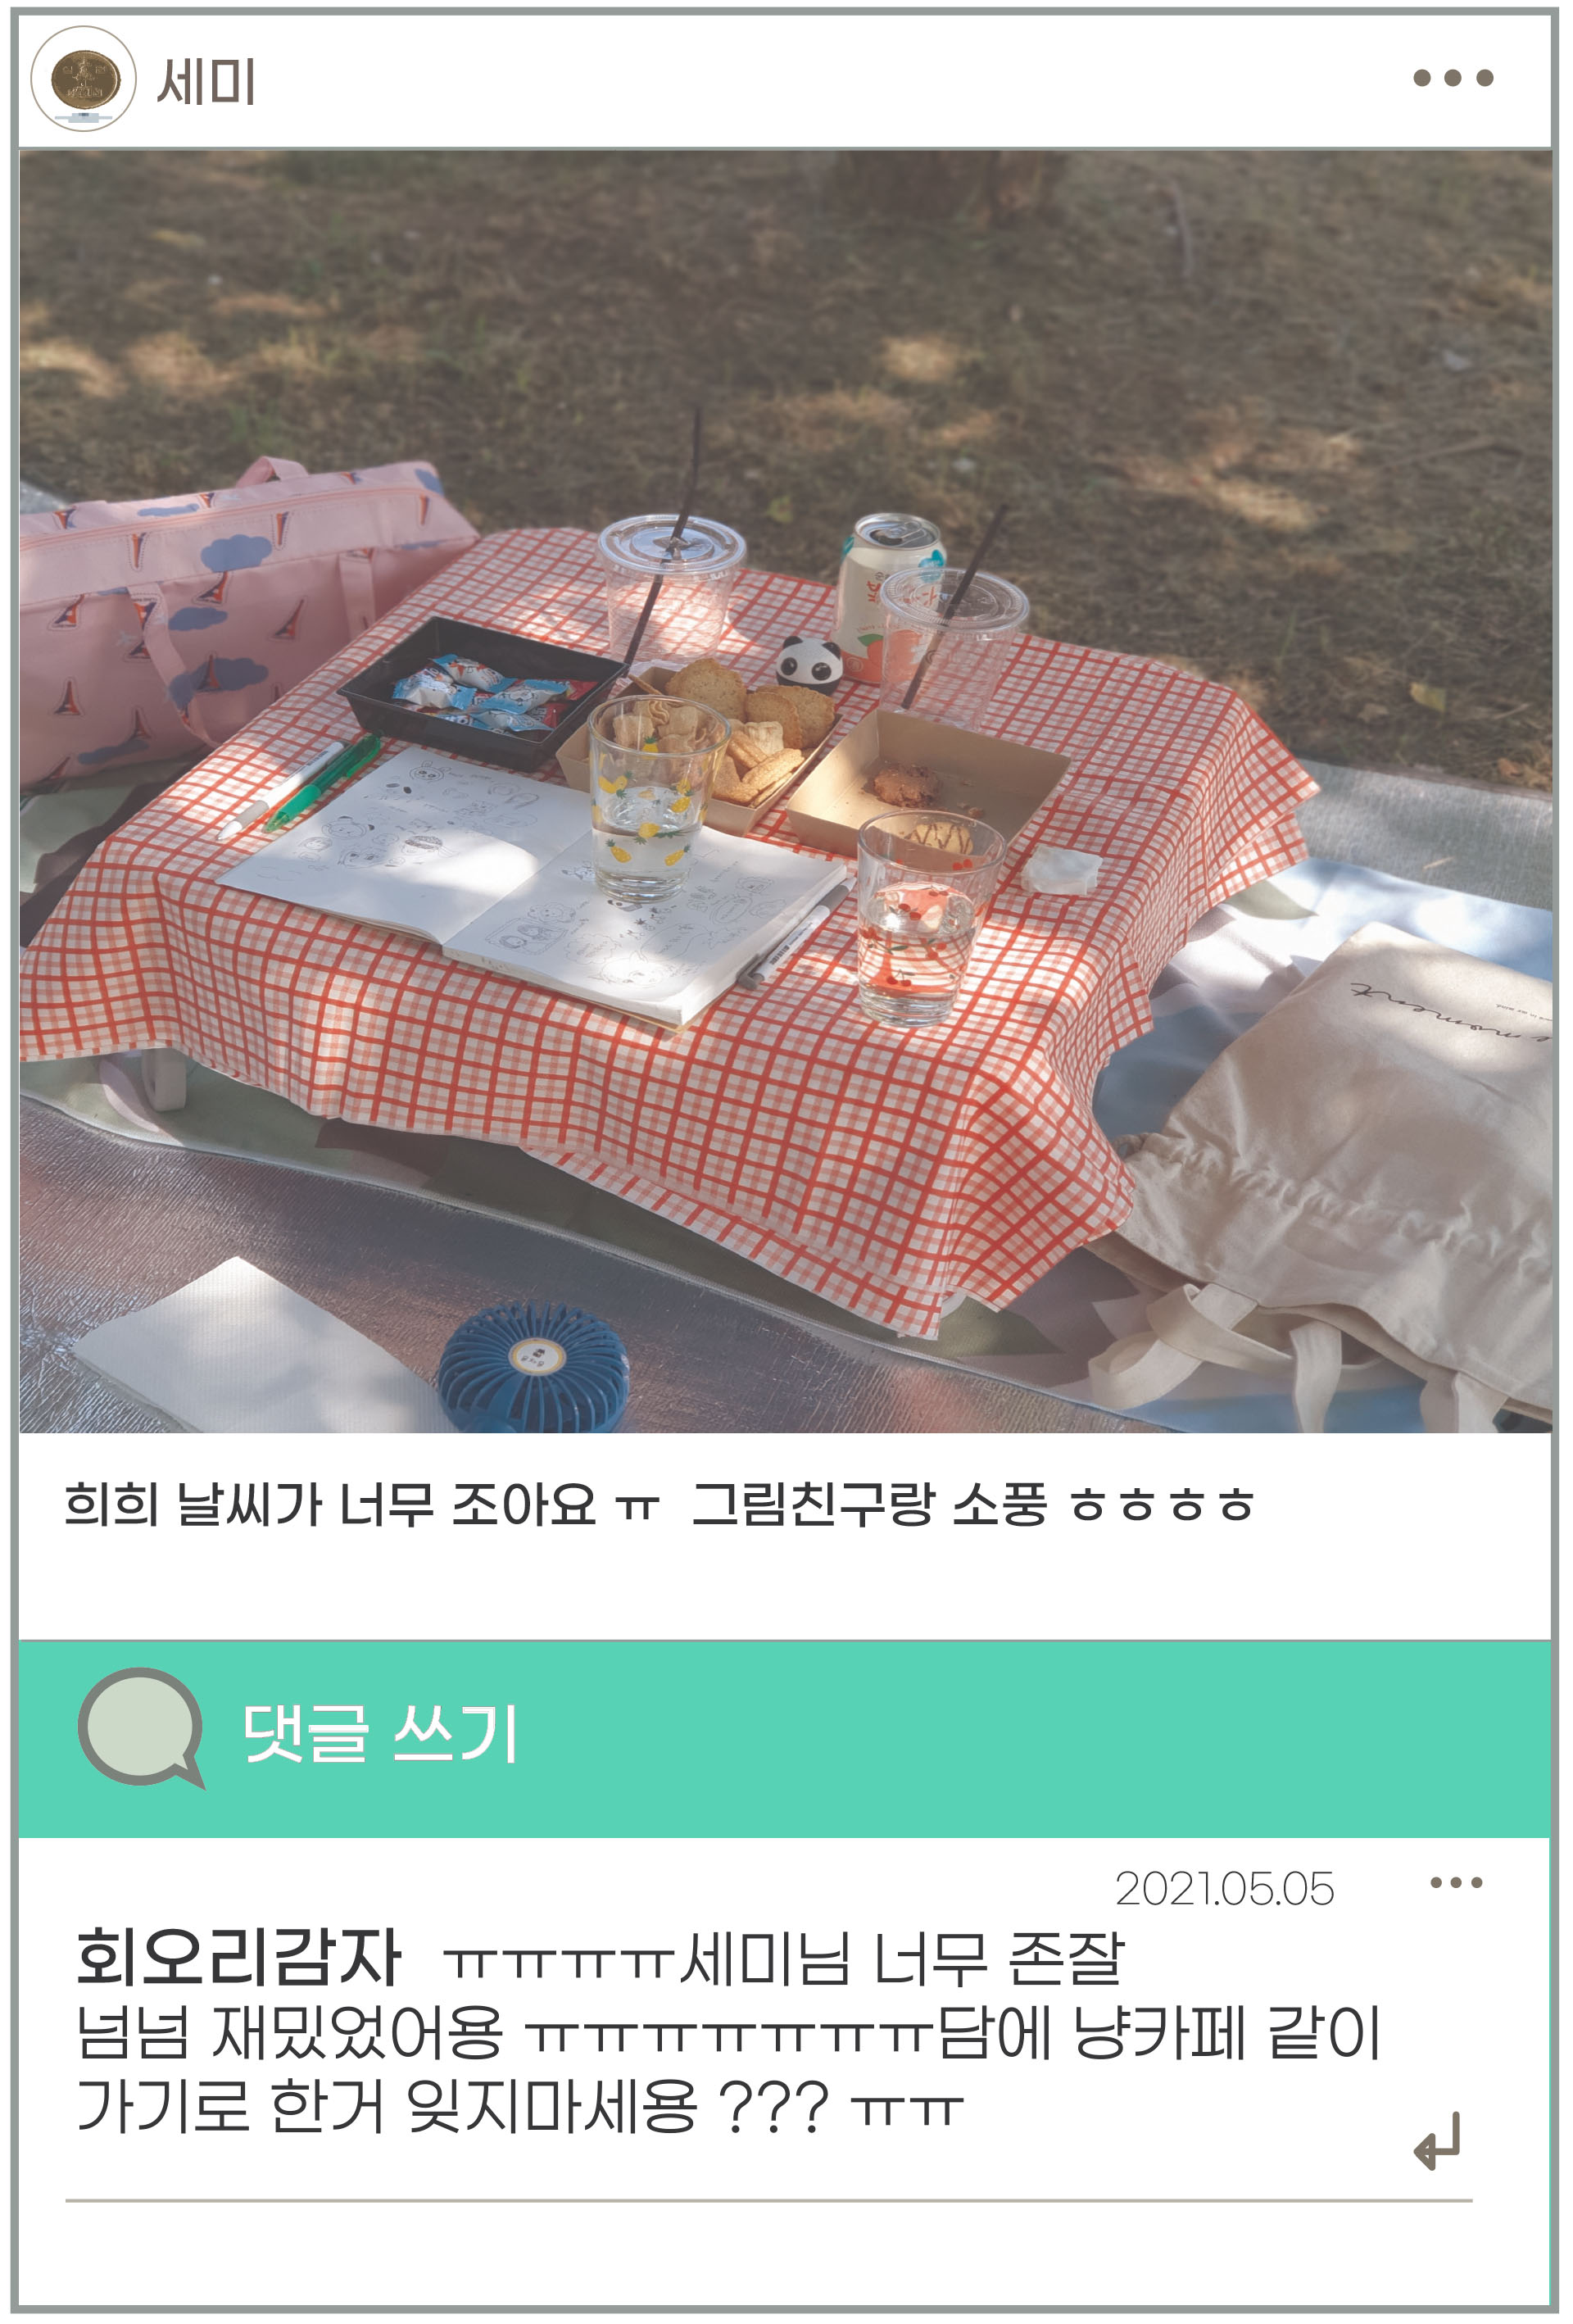 세미
moment
희희 날씨가 너무 조아요 ㅠ 그림친구랑 소풍 ㅎㅎㅎㅎ
댓글 쓰기
2021.05.05
회오리감자 ㅠㅠㅠㅠ세미님 너무 존잘
넘넘 재밌었어용 ㅠㅠㅠㅠㅠㅠㅠ담에 냥카페 같이
가기로 한거 잊지마세용 ??? ㅠㅠ